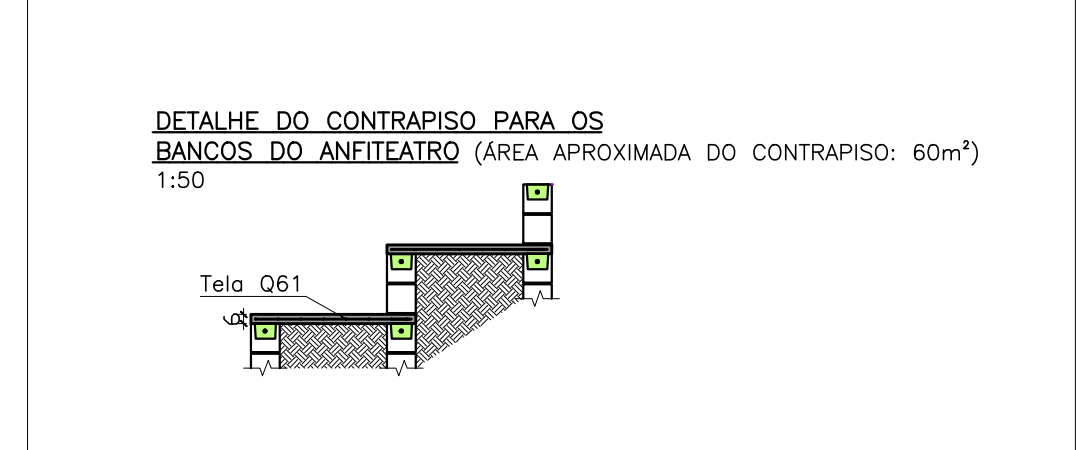 DETALHE DO CONTRAPISO PARA OS
BANCOS DO ANFITEATRO (ÁREA APROXIMADA DO CONTRAPISO: 60m²)
1:50
Tela Q61